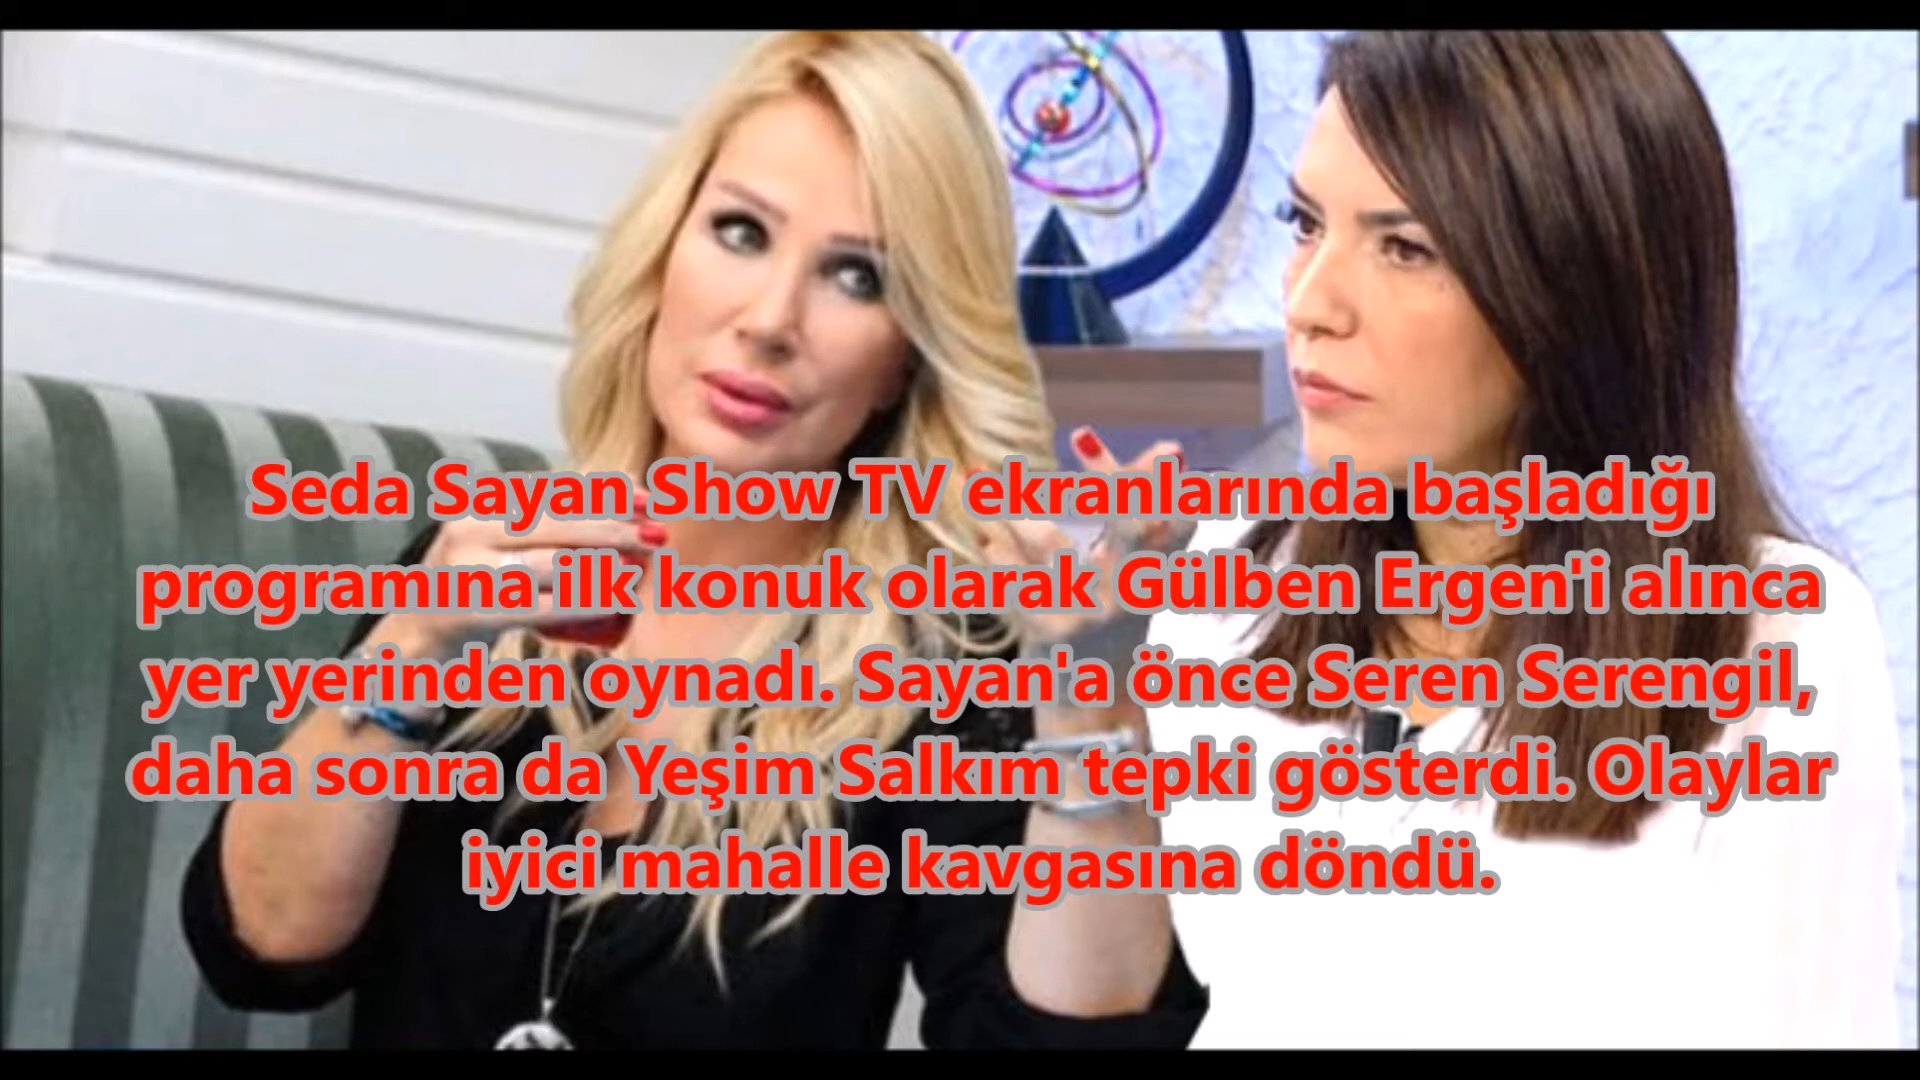 Seda Sayan Show TV ekranlarında başladığı
programına ilk konuk olarak Gülben Ergen'i alınca
yer yerinden oynadı. Sayan'a önce Seren Serengil,
daha sonra da Yeşim Salkım tepki gösterdi. Olaylar
iyici mahalle kavgasına döndü.